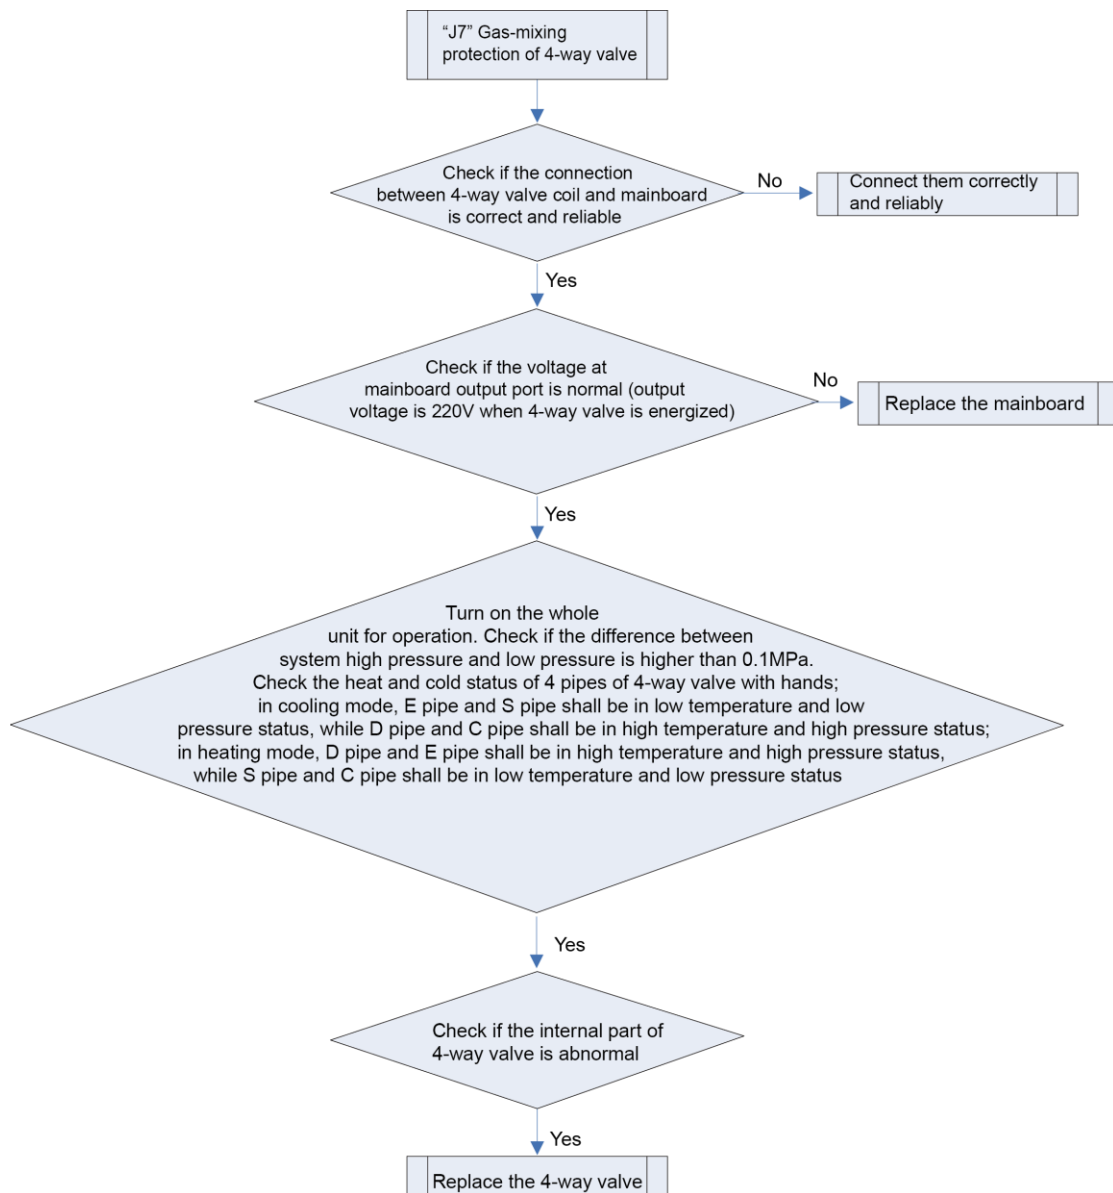 “J7” Gas-mixing
protection of 4-way valve
Check if the connection
between 4-way valve coil and mainboard
is correct and reliable
No
Connect them correctly
and reliably
Yes
Check if the voltage at
mainboard output port is normal (output
voltage is 220V when 4-way valve is energized)
No
Replace the mainboard
Yes
Turn on the whole
unit for operation. Check if the difference between
system high pressure and low pressure is higher than 0.1MPa.
Check the heat and cold status of 4 pipes of 4-way valve with hands;
in cooling mode, E pipe and S pipe shall be in low temperature and low
pressure status, while D pipe and C pipe shall be in high temperature and high pressure status;
in heating mode, D pipe and E pipe shall be in high temperature and high pressure status,
while S pipe and C pipe shall be in low temperature and low pressure status
Yes
Check if the internal part of
4-way valve is abnormal
Yes
Replace the 4-way valve